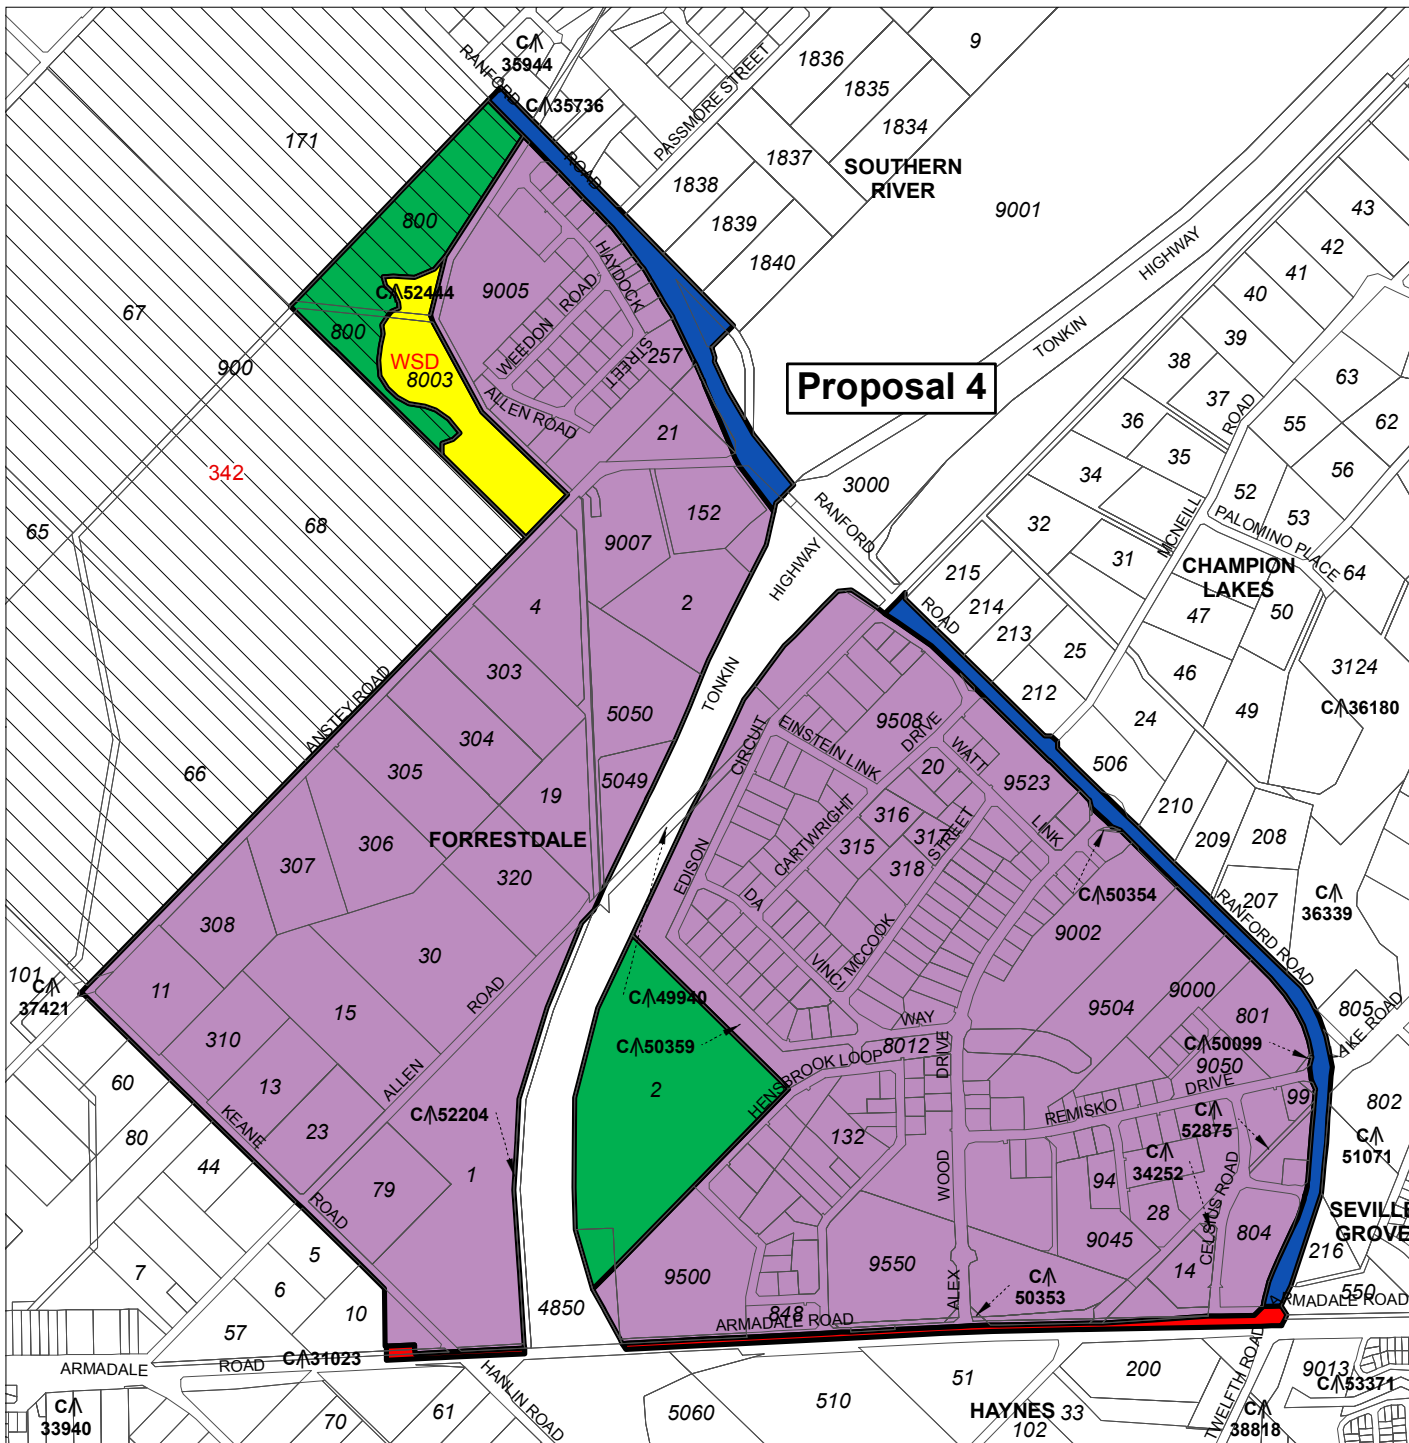 RANFORD
C/\
35944
C/\35736
ROAD
PASSMORE STREET
1836
9
1835
1834
1837
SOUTHERN
RIVER
1838
1839
1840
9001
171
800
HIGHWAY
43
42
41
40
39
38
37
36
35
34
63
62
55
56
ROAD
67
C/\52444
9005
HAYDOCK
STREET
WEEDON ROAD
257
800
WSD
8003
ALLEN ROAD
900
TONKIN
Proposal 4
21
342
68
65
3000
RANFORD
152
9007
52
53
PALOMINO PLACE
MCNEILL
32
31
CHAMPION
LAKES
64
HIGHWAY
215
214
213
ROAD
47
50
4
2
25
46
3124
303
212
49
C/\36180
24
ANSTEY ROAD
TONKIN
5050
304
9508
DRIVE
CIRCUIT
EINSTEIN LINK
WATT
506
66
305
5049
20
9523
19
316
317
STREET
LINK
210
209
208
306
FORRESTDALE
315
318
CARTWRIGHT
307
320
EDISON
DA
C/\50354
207
C/\
36339
RANFORD ROAD
308
30
MCCOOK
VINCI
9002
101
C/\
37421
11
15
ROAD
C/\49940
9504
9000
801
805
LAKE ROAD
310
C/\50359
WAY
8012
C/\50099
9050
60
13
ALLEN
2
HENSBROOK LOOP
DRIVE
DRIVE
99
802
80
KEANE
23
C/\52204
132
REMISKO
C/\
52875
C/\
51071
44
79
1
WOOD
C/\
34252
94
28
CELSIUS ROAD
SEVILLE
GROVE
ROAD
9045
804
216
5
7
6
9500
9550
14
10
4850
ALEX
C/\
50353
550
57
848
ARMADALE ROAD
ARMADALE ROAD
ARMADALE
ROAD
C/\31023
HANLIN ROAD
51
200
TWELFTH ROAD
9013
C/\53371
C/\
33940
70
61
5060
510
HAYNES
33
102
C/\
38818